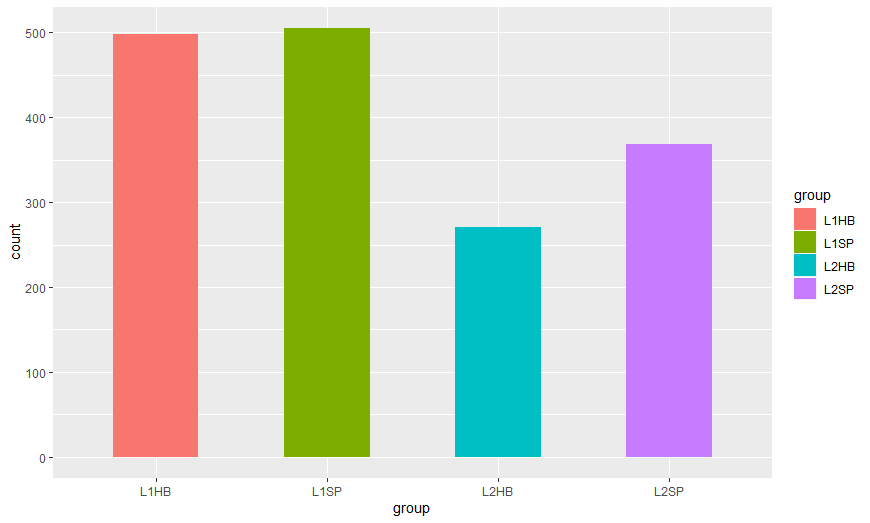 500
400
300
200
100
0
count
L1HB L1SP L2HB L2SP
group
group
L1HB
L1SP
L2HB
L2SP